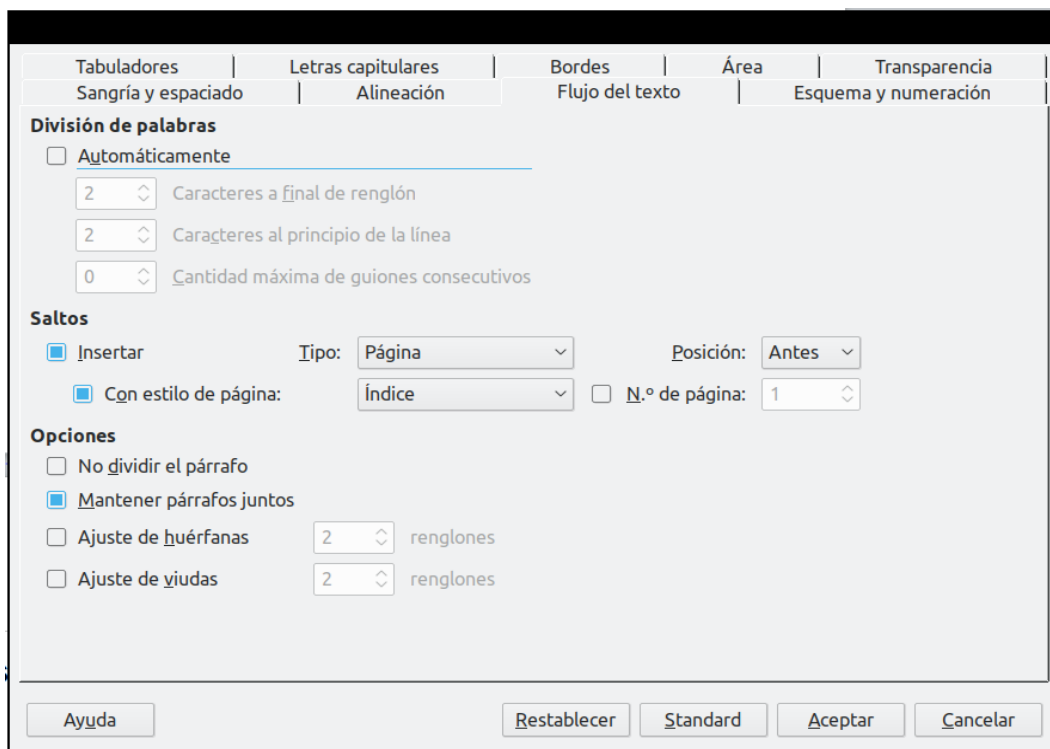 Tabuladores Letras capitulares Bordes Área Transparencia
Sangría y espaciado Alineación Flujo del texto Esquema y numeración
División de palabras
Automáticamente
2 Caracteres a final de renglón
2 Caracteres al principio de la línea
0 Cantidad máxima de guiones consecutivos
Saltos
Insertar Tipo: Página Posición: Antes
Con estilo de página: Índice N.º de página: 1
Opciones
No dividir el párrafo
Mantener párrafos juntos
Ajuste de huérfanas 2 renglones
Ajuste de viudas 2 renglones
Ayuda Restablecer Standard Aceptar Cancelar